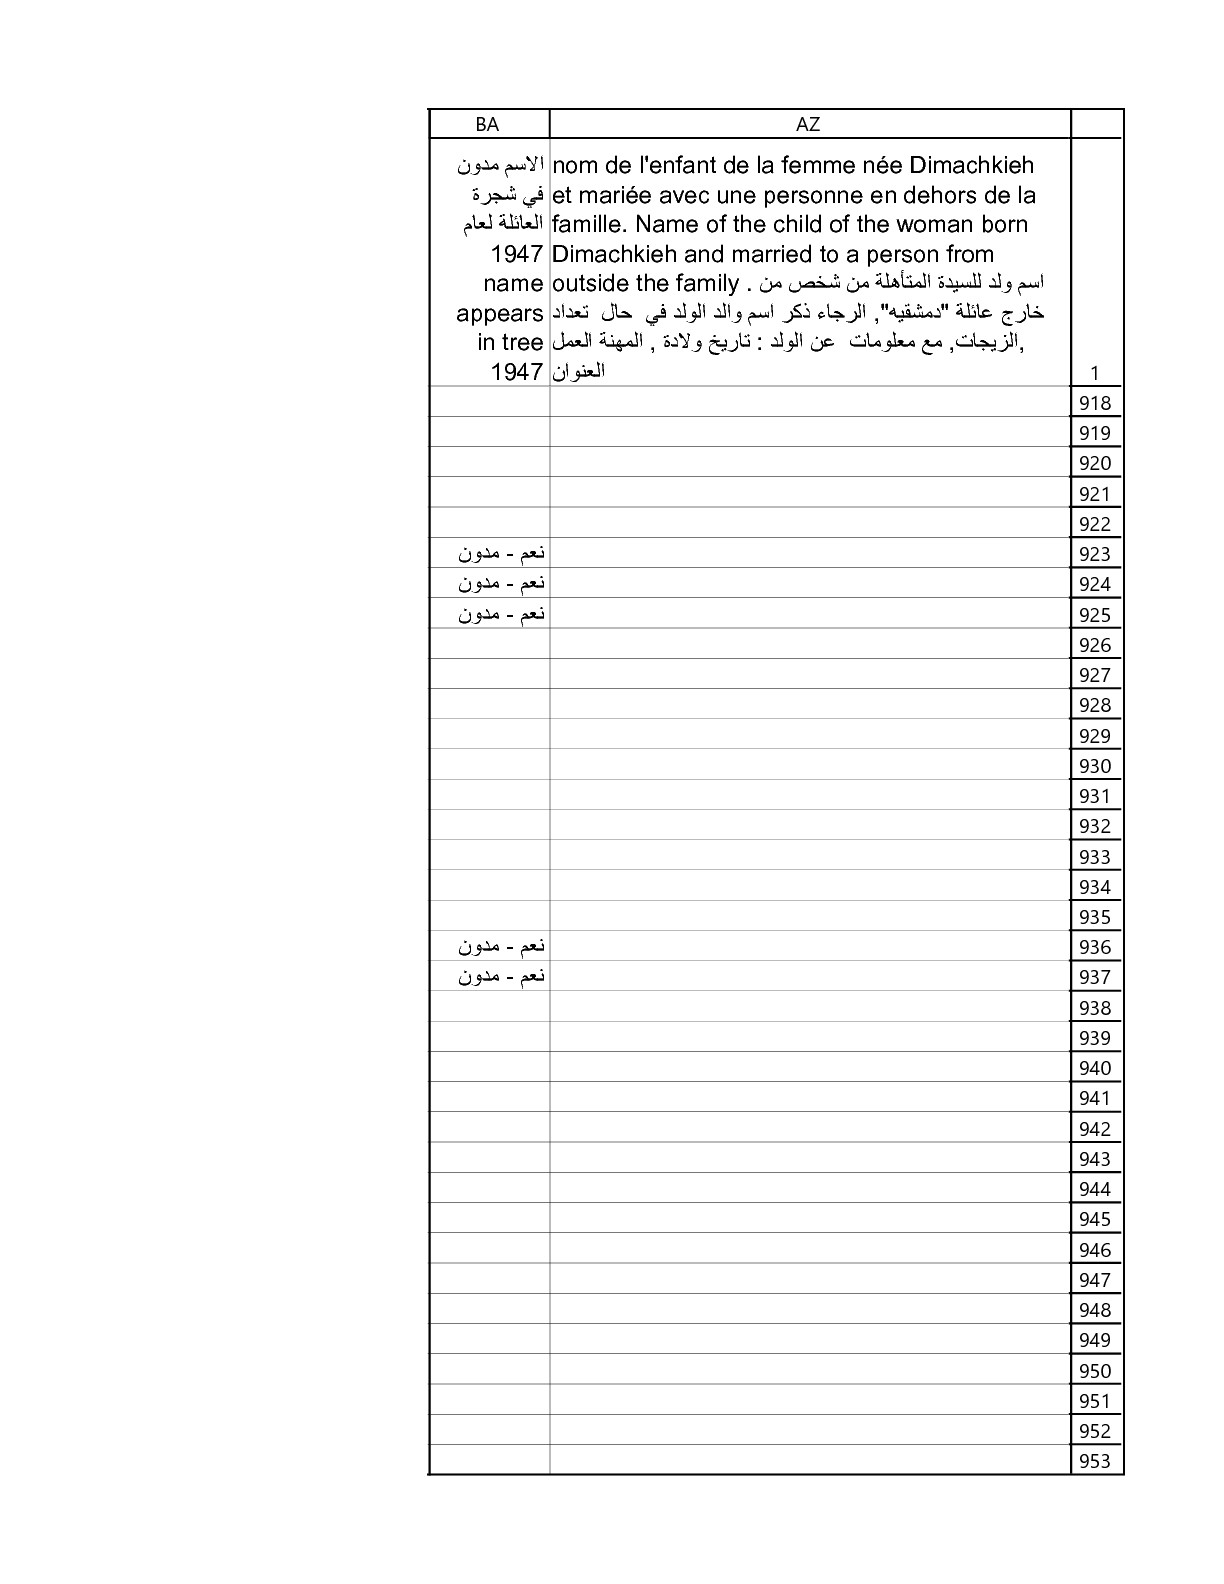 BA AZ
الاسم مدون
في شجرة
العائلة لعام
1947
name
appears
in tree
1947
nom de l'enfant de la femme née Dimachkieh
et mariée avec une personne en dehors de la
famille. Name of the child of the woman born
Dimachkieh and married to a person from
outside the family . اسم ولد للسيدة المتأهلة من شخص من
خارج عائلة "دمشقيه", الرجاء ذكر اسم والد الولد في حال تعداد
الزيجات, مع معلومات عن الولد : تاريخ ولادة , المهنة العمل,
العنوان
1
918
919
920
921
922
نعم - مدون 923
نعم - مدون 924
نعم - مدون 925
926
927
928
929
930
931
932
933
934
935
نعم - مدون 936
نعم - مدون 937
938
939
940
941
942
943
944
945
946
947
948
949
950
951
952
953